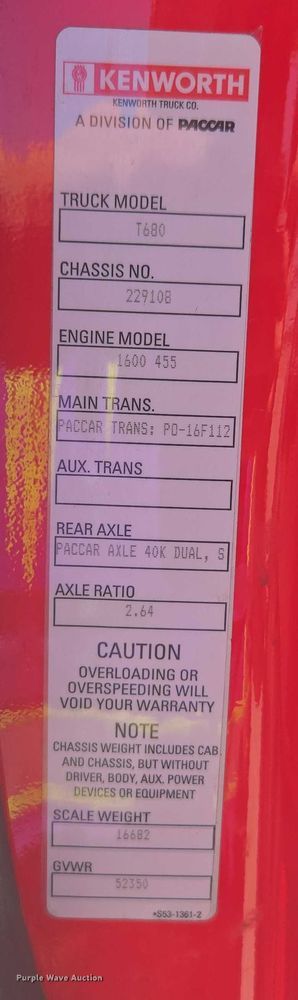 KENWORTH
KENWORTH TRUCK CO.
A DIVISION OF PACCAR
TRUCK MODEL
T680
CHASSIS NO.
229108
ENGINE MODEL
1600 455
MAIN TRANS.
PACCAR TRANS: PO-16F112
AUX. TRANS
REAR AXLE
PACCAR AXLE 40K DUAL, S
AXLE RATIO
2.64
CAUTION
OVERLOADING OR
OVERSPEEDING WILL
VOID YOUR WARRANTY
NOTE
CHASSIS WEIGHT INCLUDES CAB
AND CHASSIS, BUT WITHOUT
DRIVER, BODY, AUX. POWER
DEVICES OR EQUIPMENT
SCALE WEIGHT
16682
GVWR
52350
*S53-1361-2
Purple Wave Auction